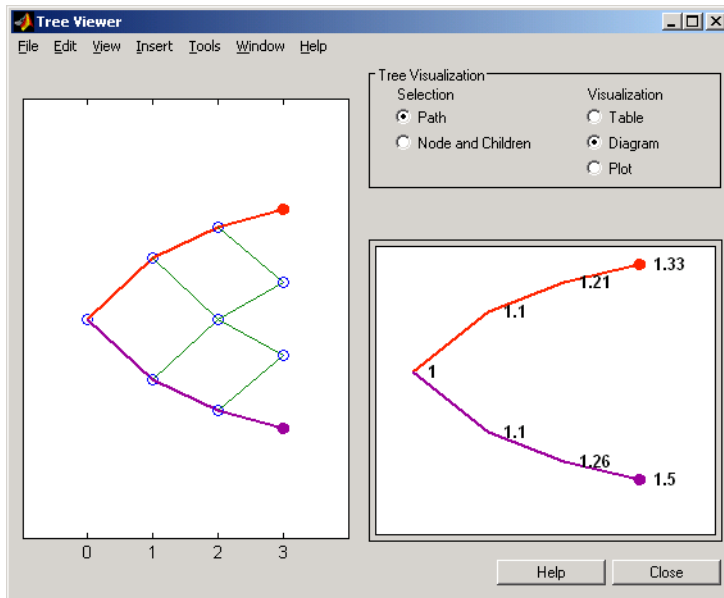 Tree Viewer
File Edit View Insert Tools Window Help
Tree Visualization
Selection
Visualization
Path
Table
Node and Children
Diagram
Plot
0 1 2 3
1.33
1.21
1.1
1
1.1
1.26
1.5
Help
Close